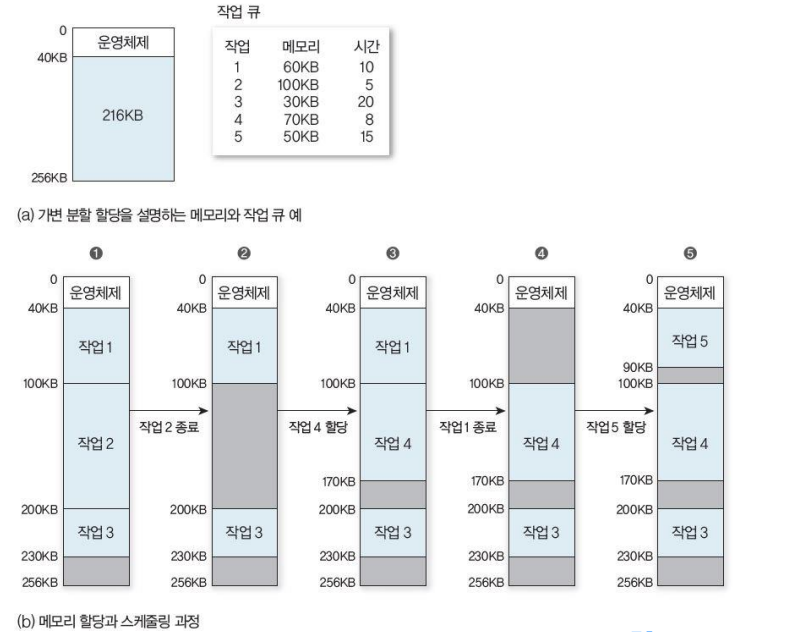 작업 큐
0
운영체제
40KB
216KB
256KB
작업 메모리 시간
1 60KB 10
2 100KB 5
3 30KB 20
4 70KB 8
5 50KB 15
(a) 가변 분할 할당을 설명하는 메모리와 작업 큐 예
❶ ❷ ❸ ❹ ❺
0
운영체제
40KB
작업 1
100KB
작업 2
200KB
작업 3
230KB
256KB
작업 2 종료
0
운영체제
40KB
작업 1
100KB
200KB
작업 3
230KB
256KB
작업 4 할당
0
운영체제
40KB
작업 1
100KB
작업 4
170KB
200KB
작업 3
230KB
256KB
작업1 종료
0
운영체제
40KB
100KB
작업 4
170KB
200KB
작업 3
230KB
256KB
작업 5 할당
0
운영체제
40KB
작업 5
90KB
100KB
작업 4
170KB
200KB
작업 3
230KB
256KB
(b) 메모리 할당과 스케줄링 과정